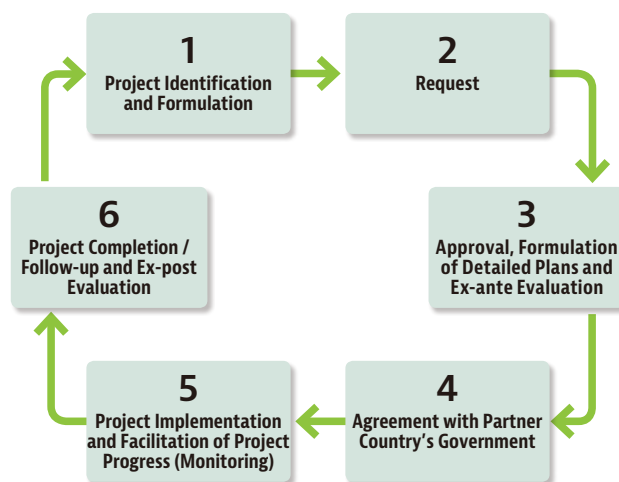 1
Project Identification
and Formulation
2
Request
3
Approval, Formulation
of Detailed Plans and
Ex-ante Evaluation
4
Agreement with Partner
Country's Government
5
Project Implementation
and Facilitation of Project
Progress (Monitoring)
6
Project Completion /
Follow-up and Ex-post
Evaluation